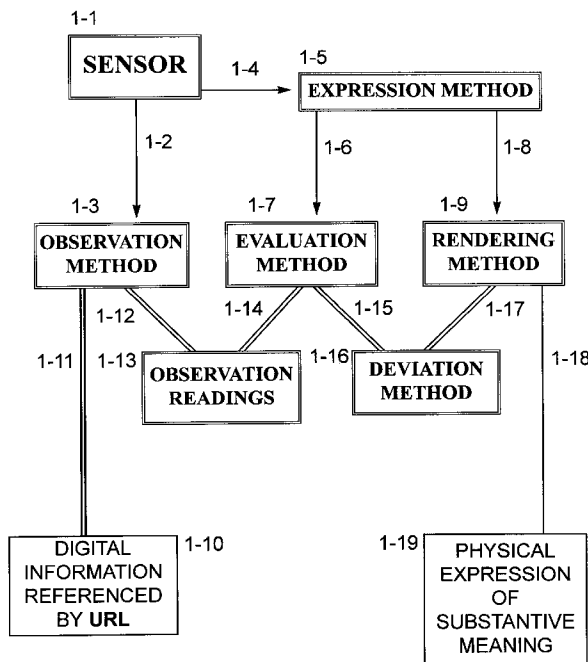 1-1
SENSOR
1-4
1-5
EXPRESSION METHOD
1-2
1-6
1-8
1-3
OBSERVATION
METHOD
1-7
EVALUATION
METHOD
1-9
RENDERING
METHOD
1-12
1-14
1-15
1-17
1-11
1-13
OBSERVATION
READINGS
1-16
DEVIATION
METHOD
1-18
DIGITAL
INFORMATION
REFERENCED
BY URL
1-10
1-19
PHYSICAL
EXPRESSION
OF
SUBSTANTIVE
MEANING